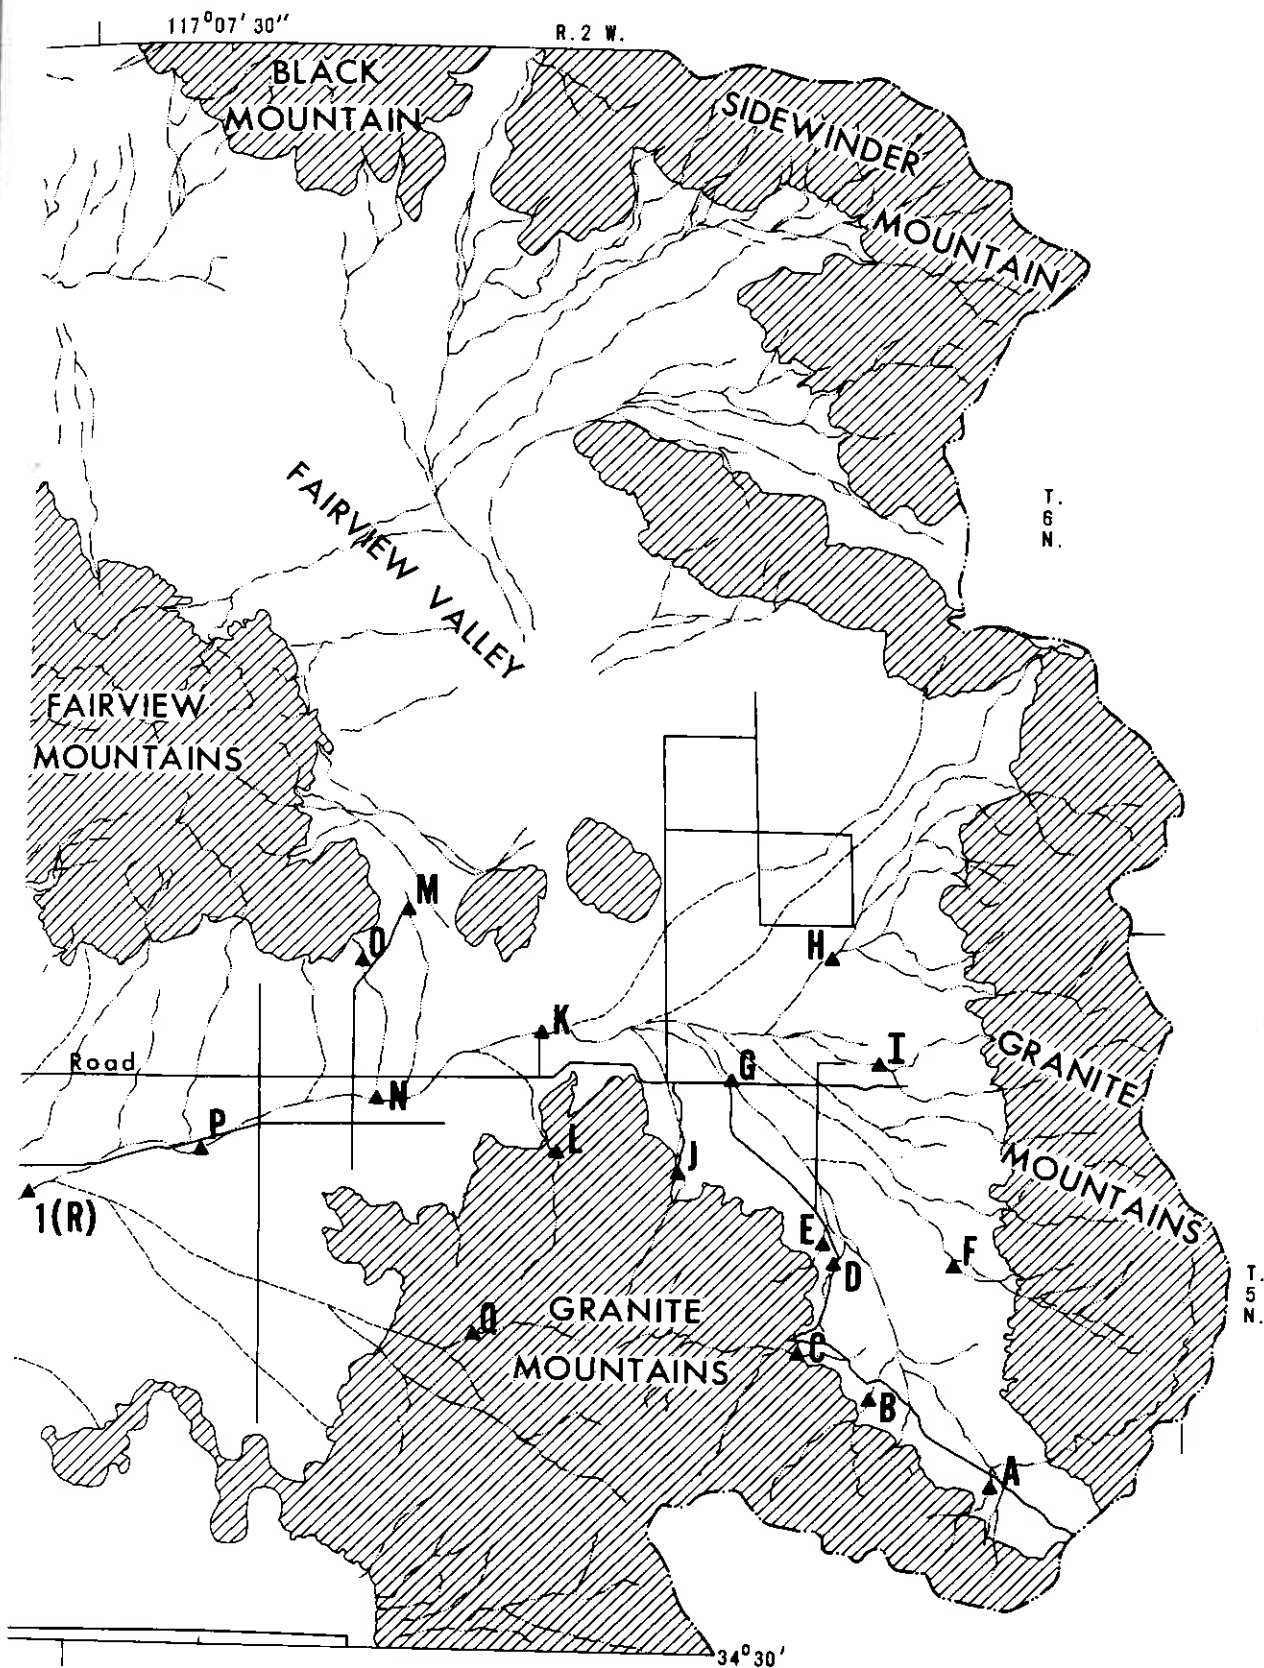 117°07'30"
R. 2 W.
BLACK
MOUNTAIN
SIDEWINDER
MOUNTAIN
T.
6
N.
FAIRVIEW VALLEY
FAIRVIEW
MOUNTAINS
M
O
H
K
I
GRANITE
MOUNTAINS
Road
G
N
P
L
J
1(R)
E
D
F
T.
5
N.
Q
GRANITE
MOUNTAINS
C
B
A
34°30'